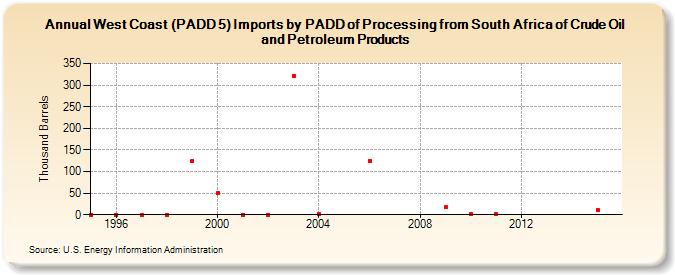 Annual West Coast (PADD 5) Imports by PADD of Processing from South Africa of Crude Oil
and Petroleum Products
Thousand Barrels
350
300
250
200
150
100
50
0
1996 2000 2004 2008 2012
Source: U.S. Energy Information Administration